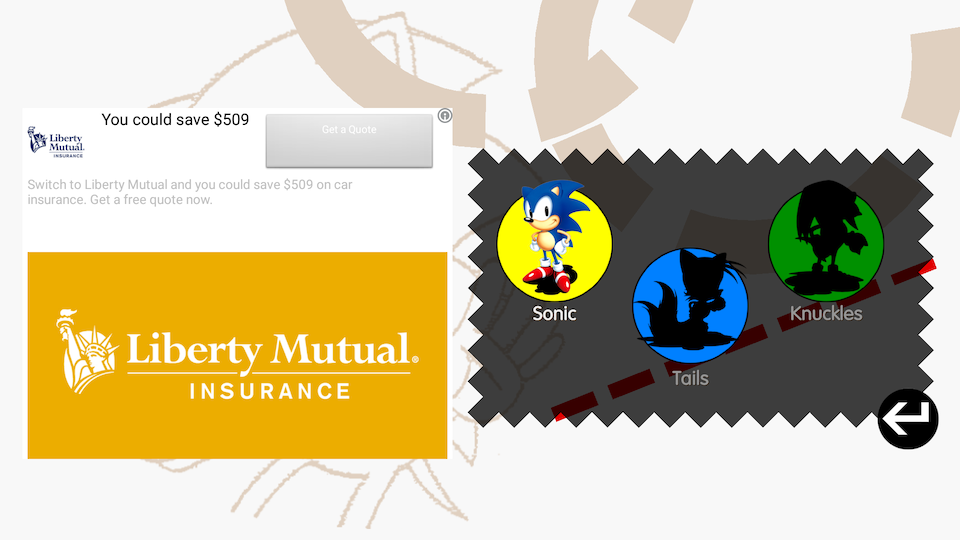 You could save $509
Get a Quote
Liberty
Mutual.
INSURANCE
Switch to Liberty Mutual and you could save $509 on car
insurance. Get a free quote now.
Liberty Mutual®
INSURANCE
Sonic
Tails
Knuckles